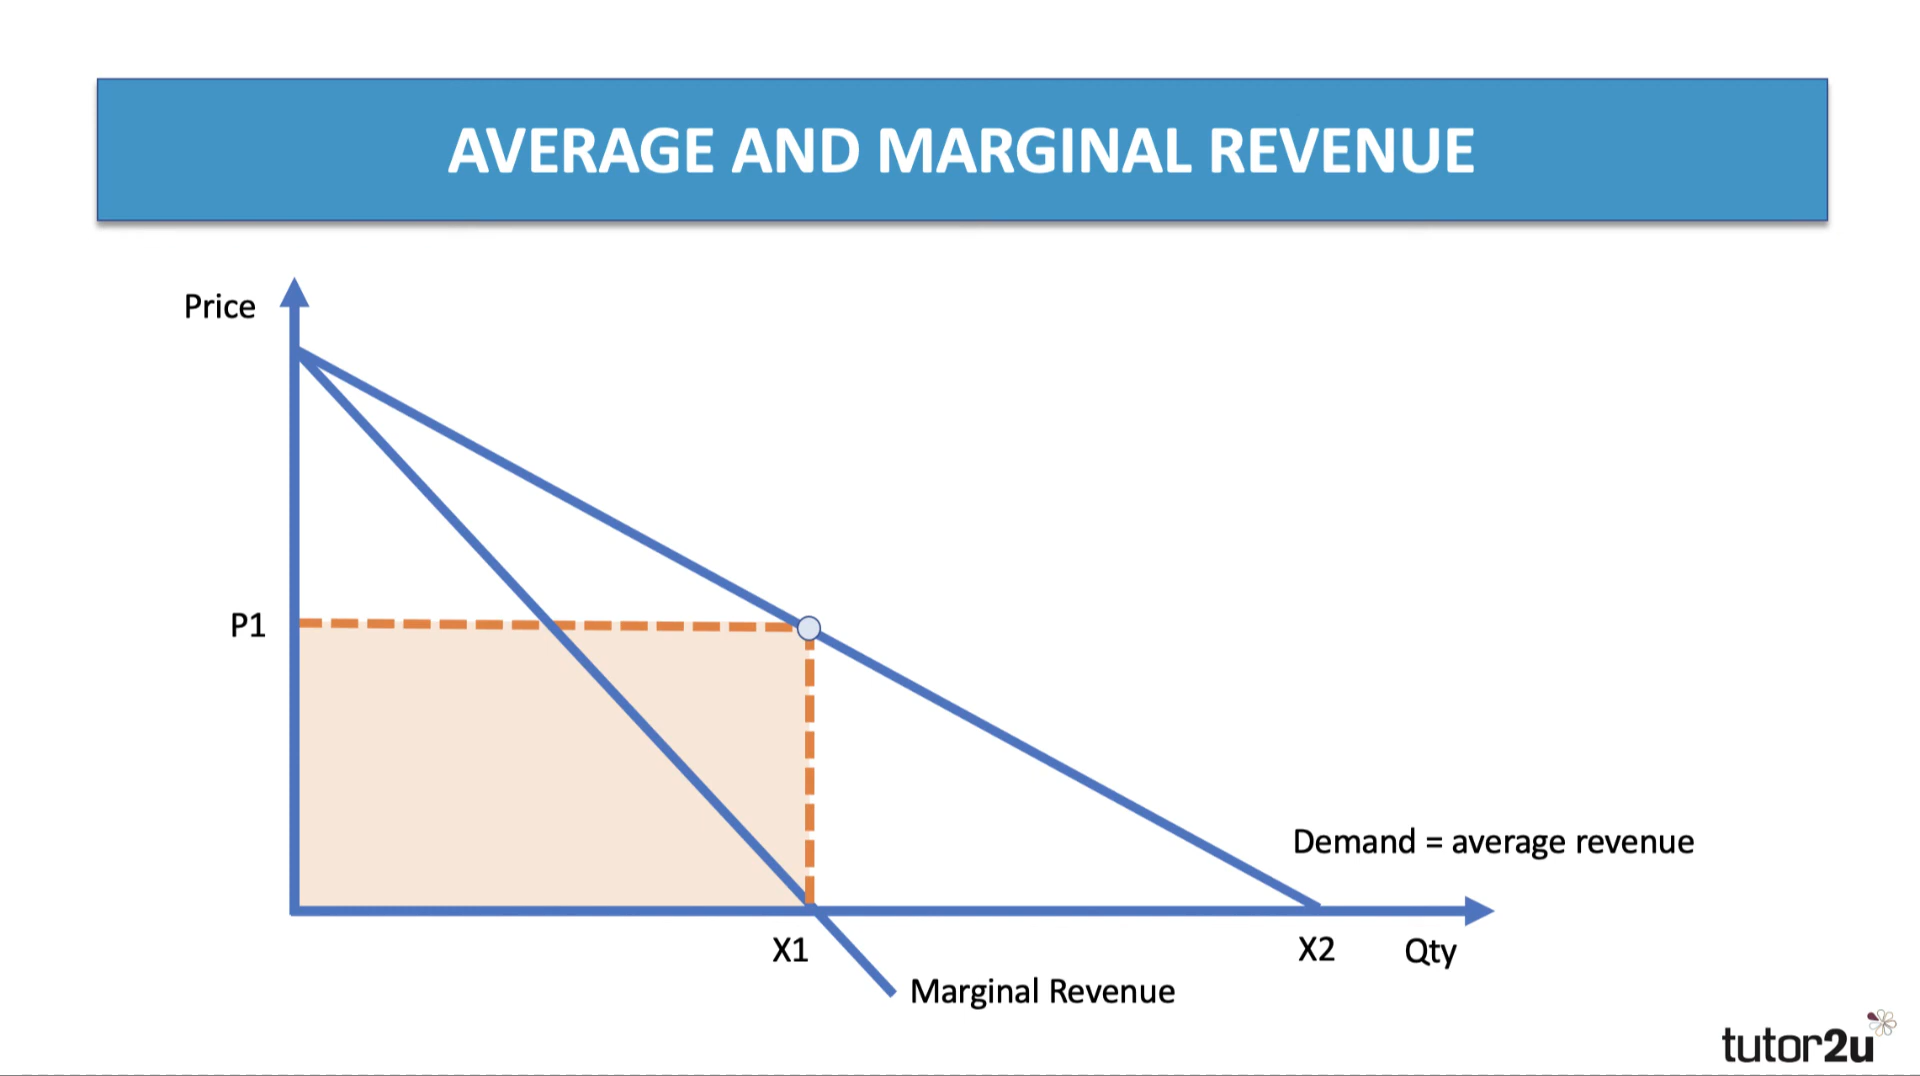 AVERAGE AND MARGINAL REVENUE
Price
P1
Demand = average revenue
X1
X2
Qty
Marginal Revenue
tutor2u